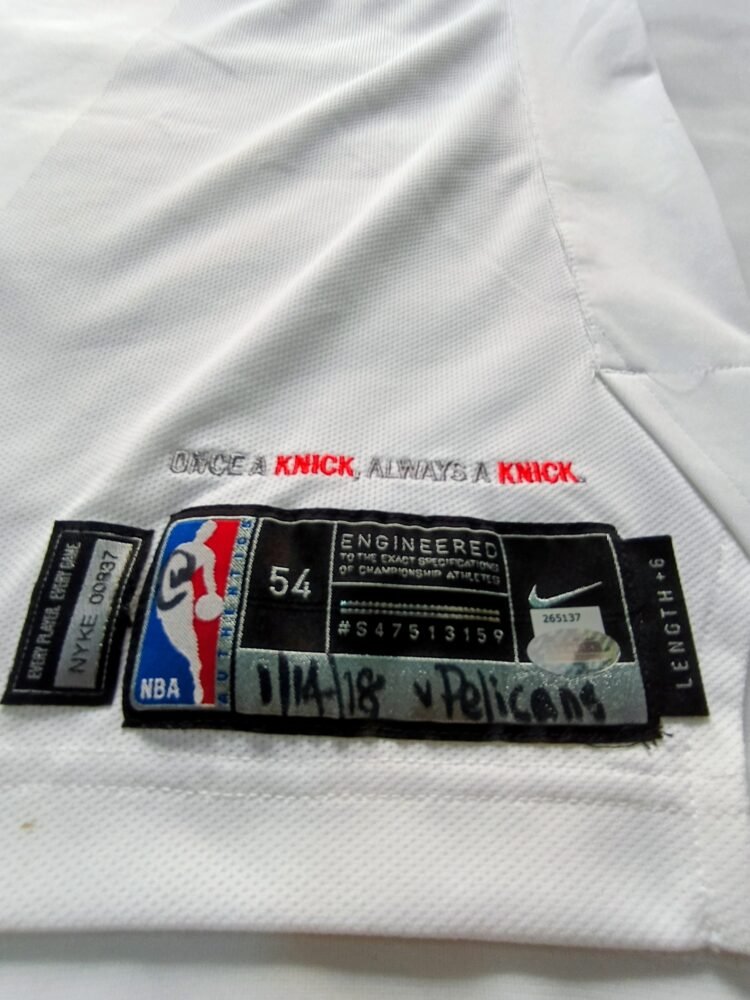 ONCE A KNICK, ALWAYS A KNICK.
EVERY PLAYER. EVERY GAME
NYKE 00937
NBA
AUTHENTICS
54
ENGINEERED
TO THE EXACT SPECIFICATIONS
OF CHAMPIONSHIP ATHLETES
#S47513159
265137
LENGTH +6
1/14/18 v Pelicans